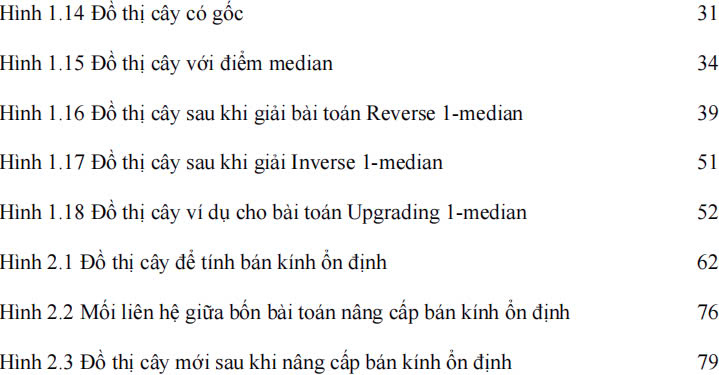 Hình 1.14 Đồ thị cây có gốc 31
Hình 1.15 Đồ thị cây với điểm median 34
Hình 1.16 Đồ thị cây sau khi giải bài toán Reverse 1-median 39
Hình 1.17 Đồ thị cây sau khi giải Inverse 1-median 51
Hình 1.18 Đồ thị cây ví dụ cho bài toán Upgrading 1-median 52
Hình 2.1 Đồ thị cây để tính bán kính ổn định 62
Hình 2.2 Mối liên hệ giữa bốn bài toán nâng cấp bán kính ổn định 76
Hình 2.3 Đồ thị cây mới sau khi nâng cấp bán kính ổn định 79